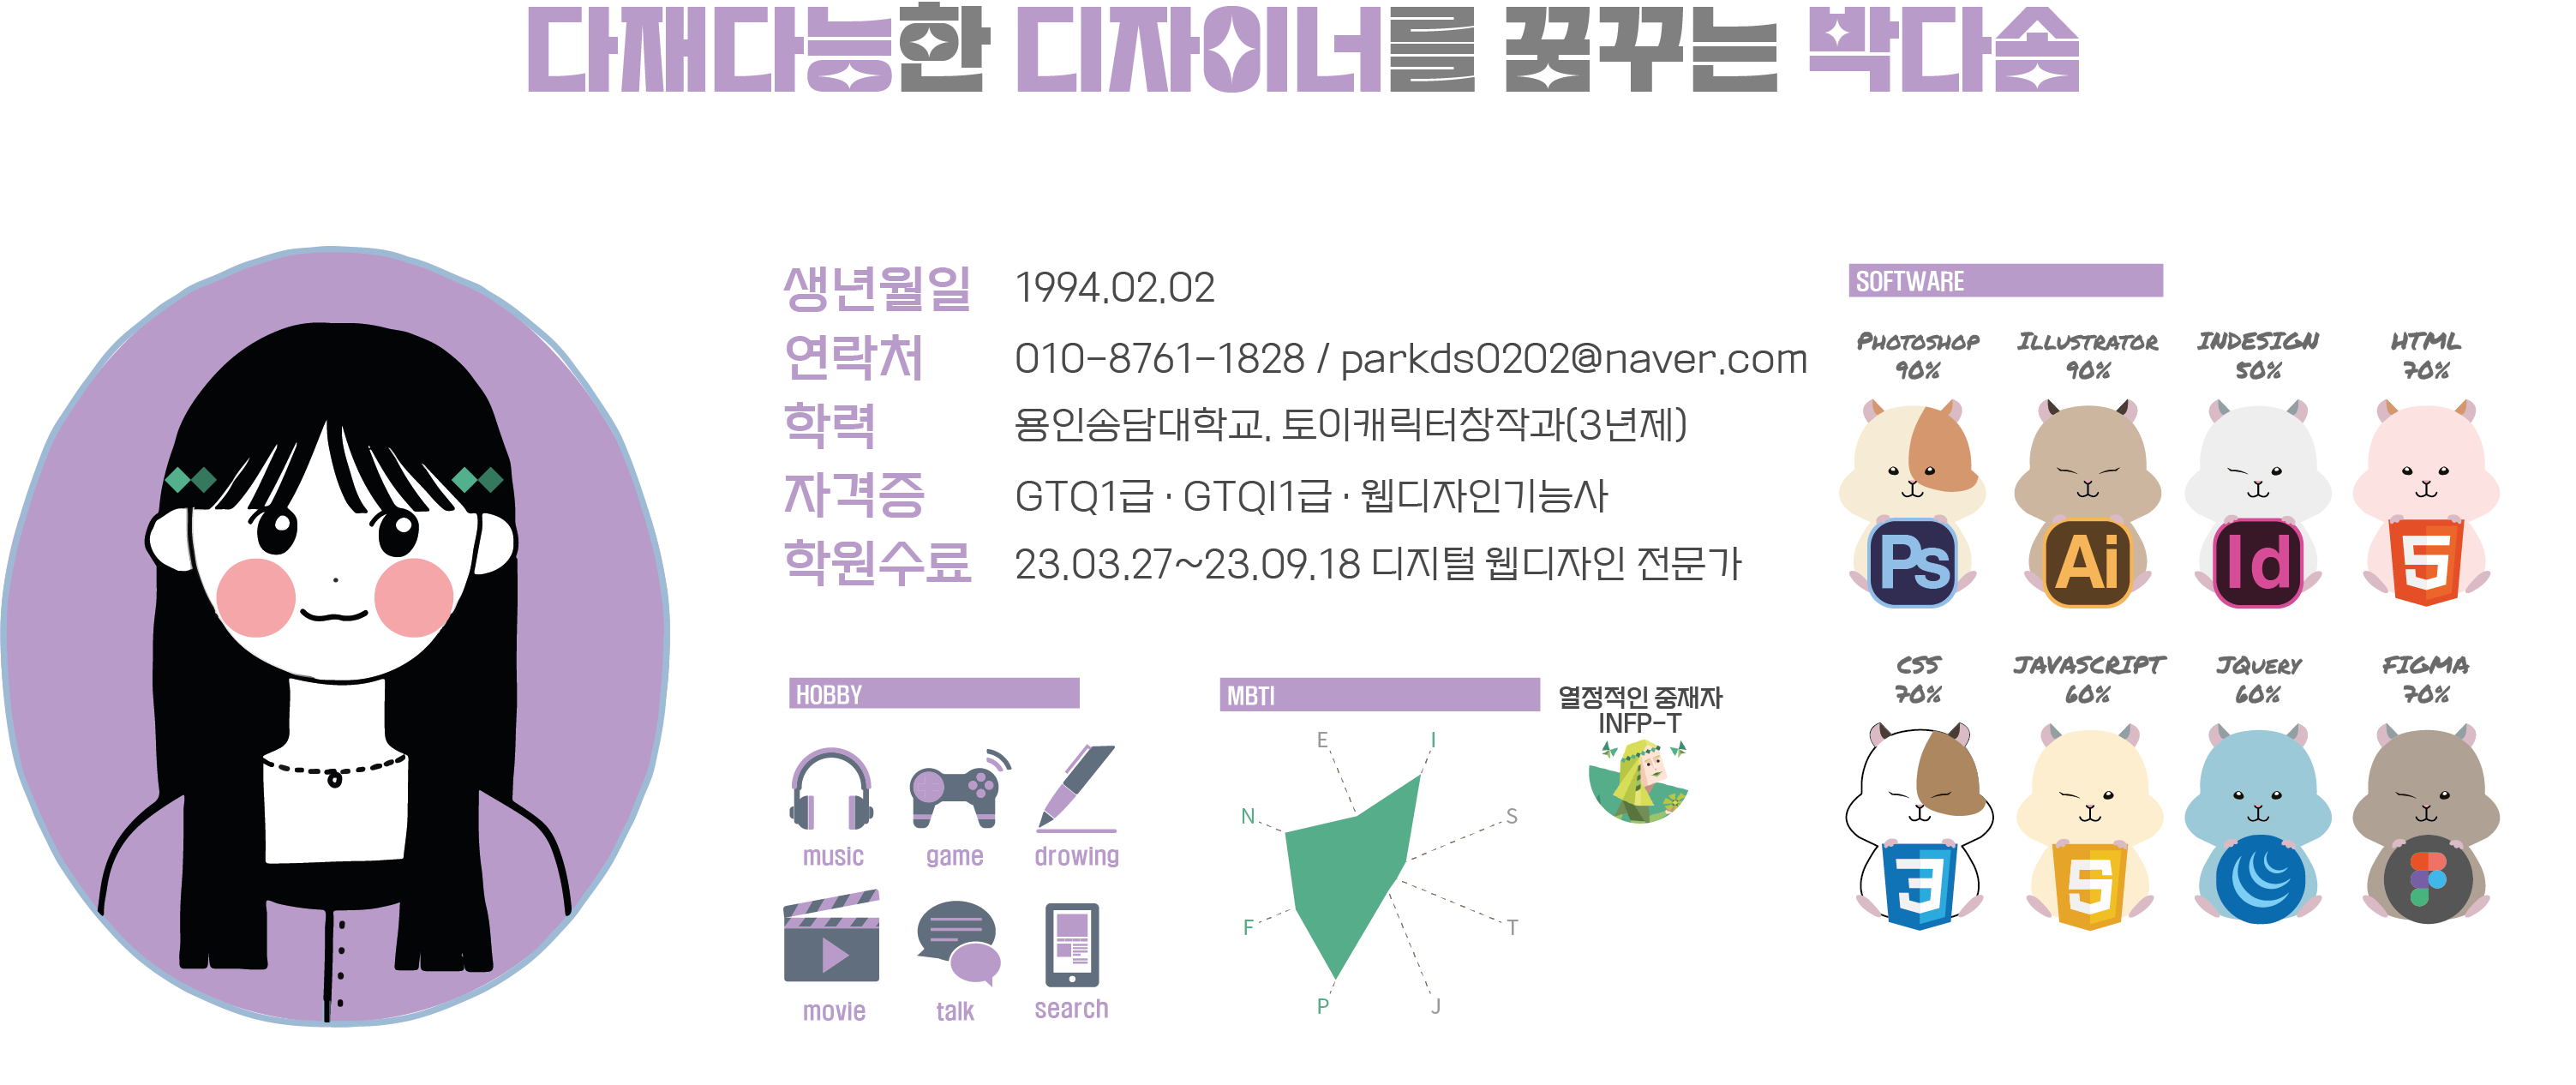 다재다능한 디자이너를 꿈꾸는 박다솜
생년월일 1994.02.02
연락처 010-8761-1828 / parkds0202@naver.com
학력 용인송담대학교. 토이캐릭터창작과(3년제)
자격증 GTQ1급 · GTQI1급 · 웹디자인기능사
학원수료 23.03.27~23.09.18 디지털 웹디자인 전문가
HOBBY
music game drowing
movie talk search
MBTI
열정적인 중재자
INFP-T
E I
N S
F T
P J
SOFTWARE
PHOTOSHOP ILLUSTRATOR INDESIGN HTML
90% 90% 50% 70%
Ps Ai Id 5
CSS JAVASCRIPT JQUERY FIGMA
70% 60% 60% 70%
3 5